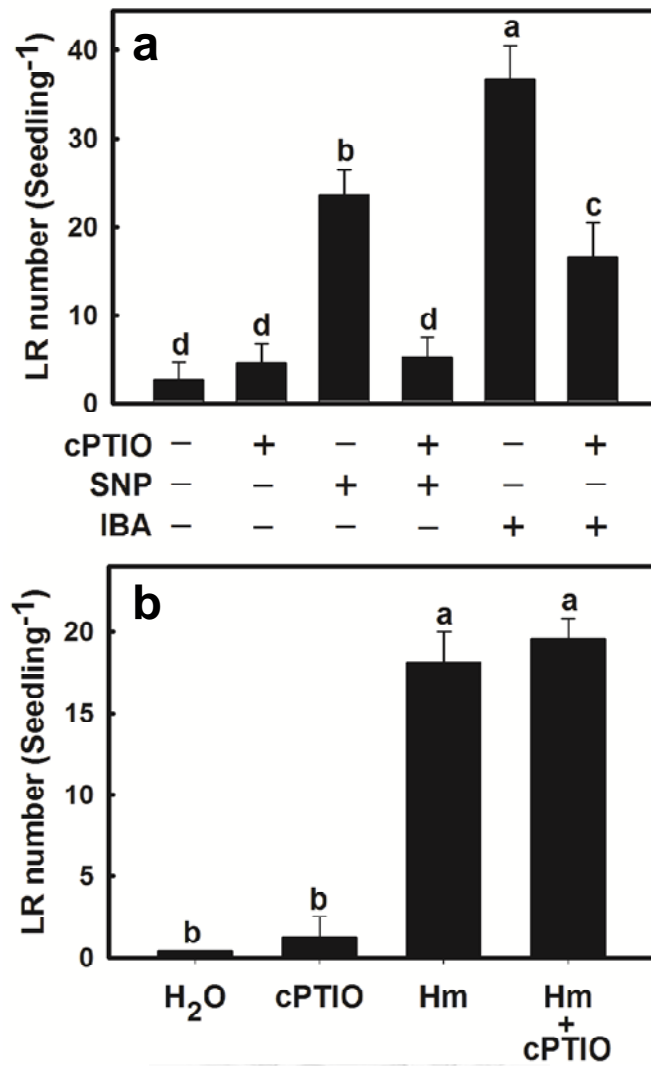 a
LR number (Seedling-1)
40
30
20
10
0
d d b d a c
cPTIO – + – + – +
SNP – – + + – –
IBA – – – – + +
b
LR number (Seedling-1)
20
15
10
5
0
b b a a
H2O cPTIO Hm Hm
+
cPTIO